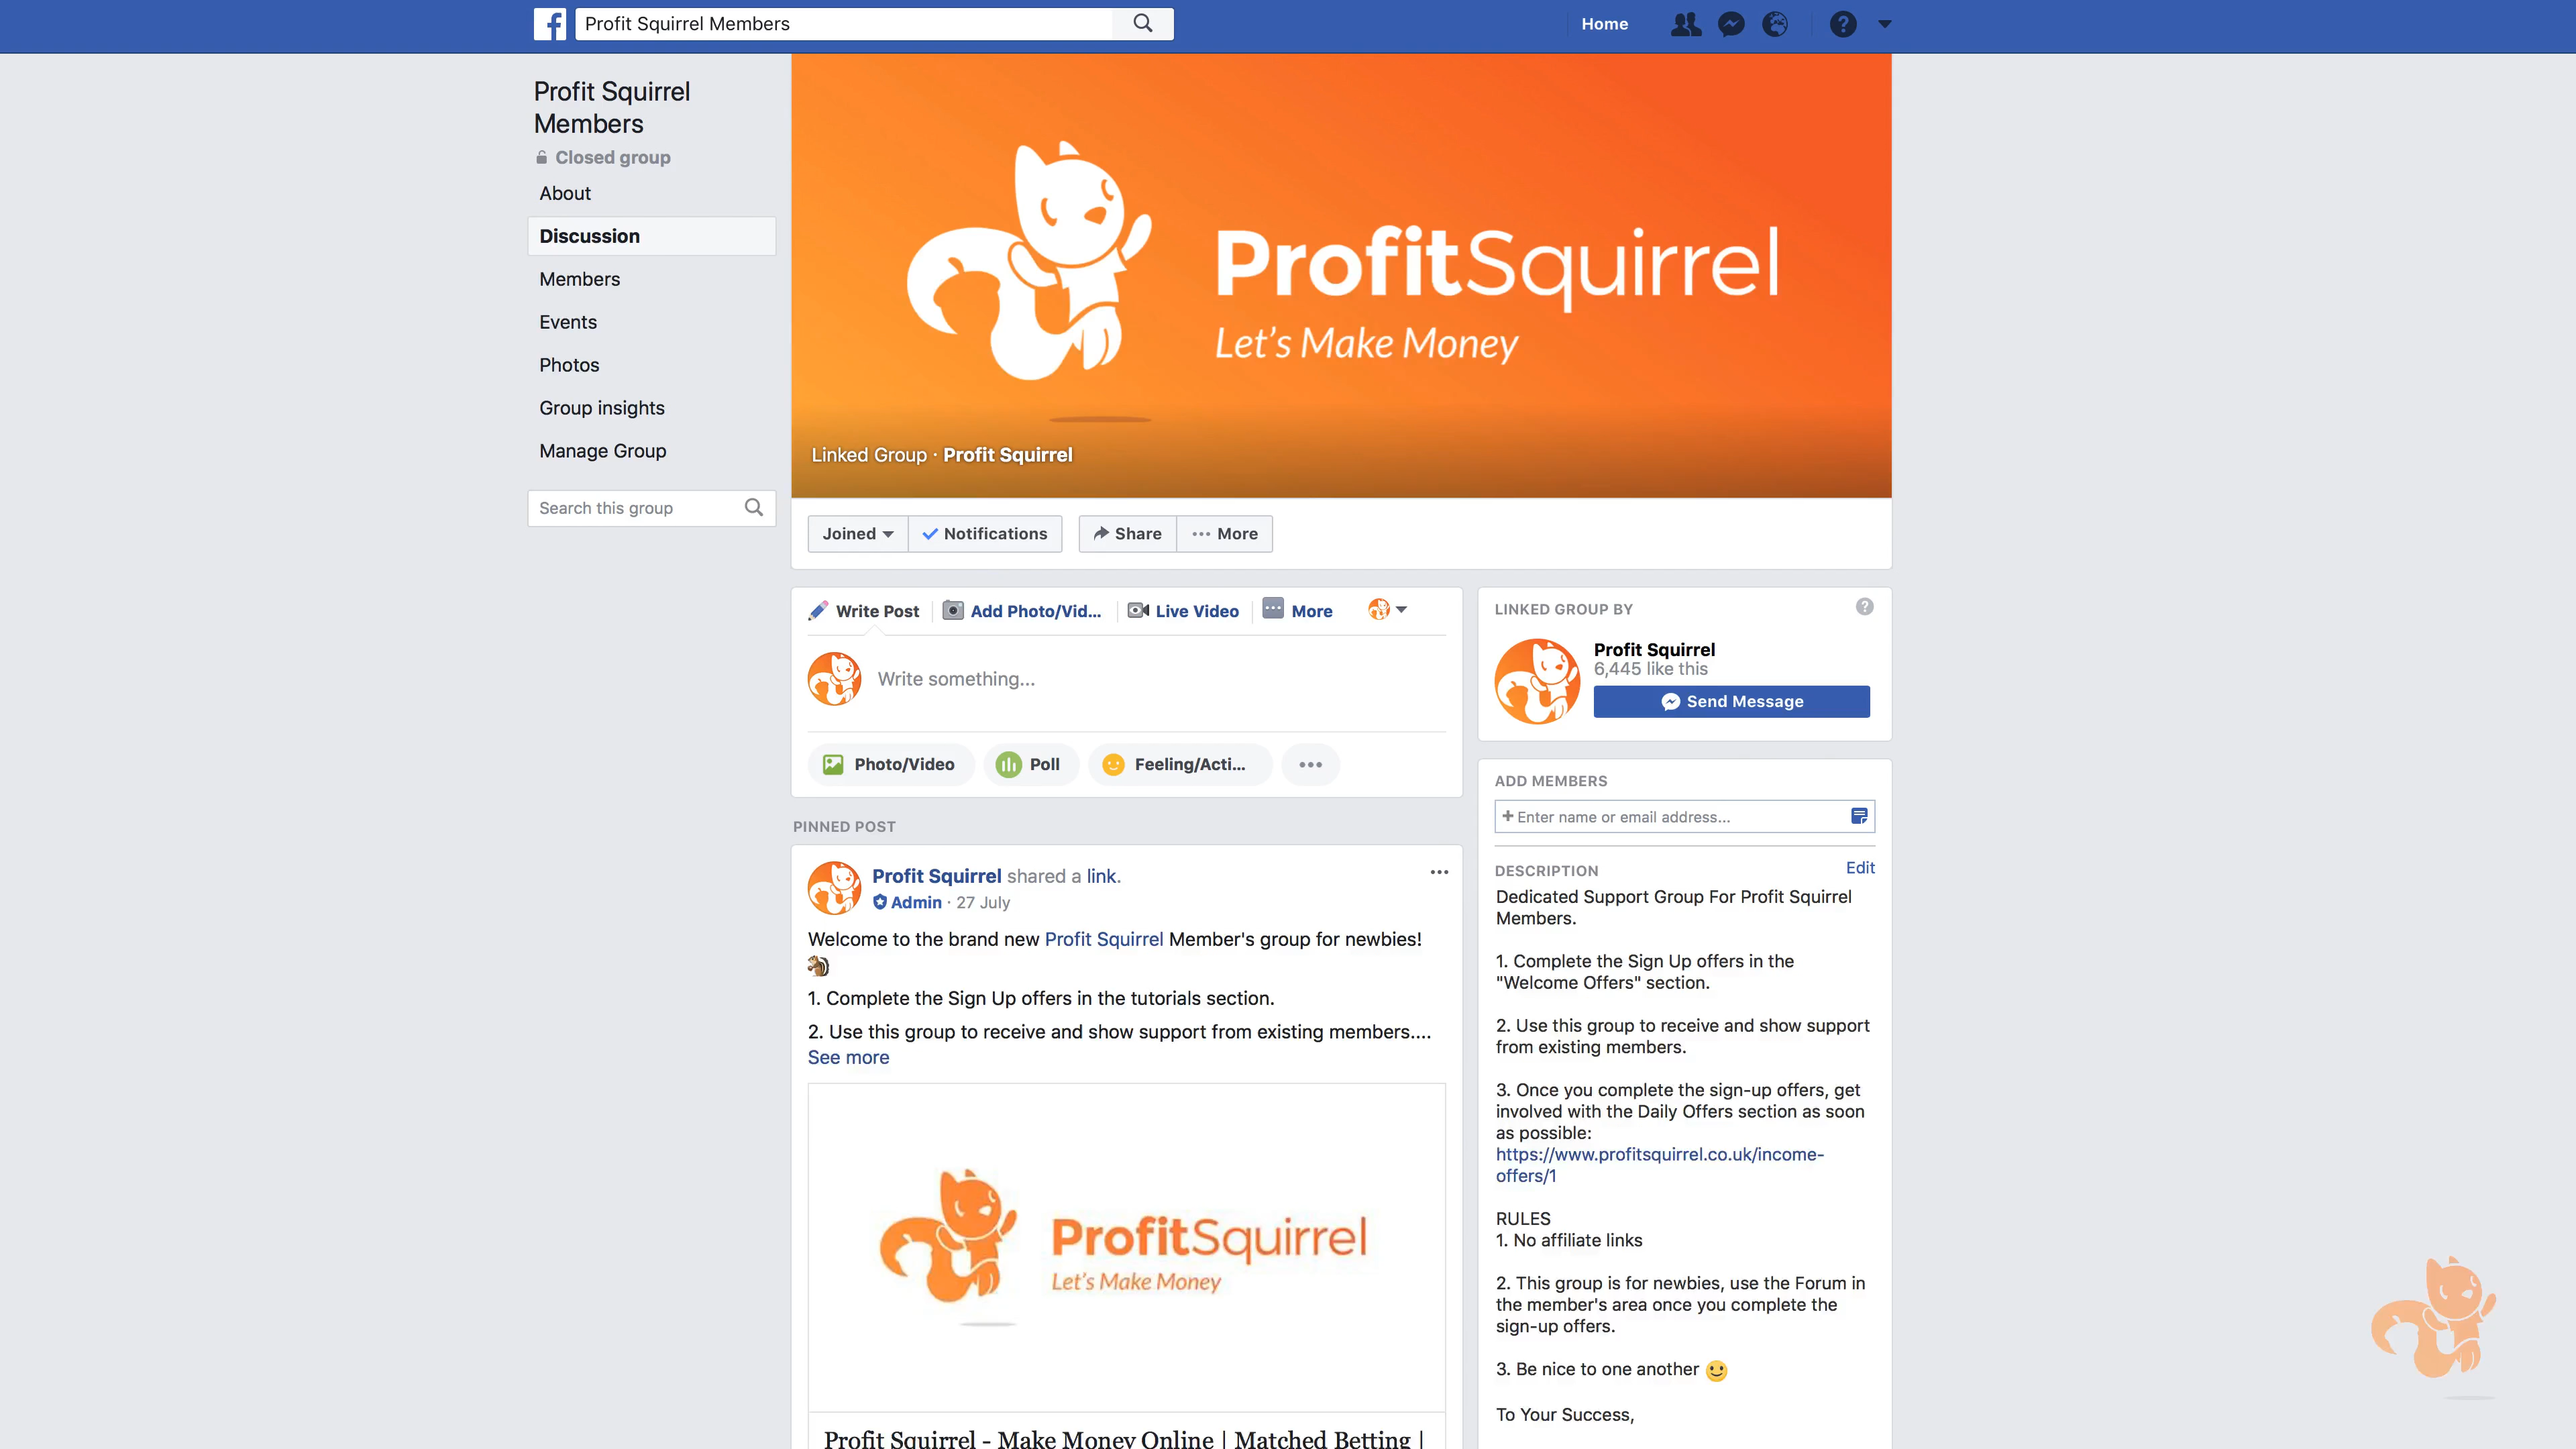 Profit Squirrel Members
Home
Profit Squirrel
Members
Closed group
About
Discussion
Members
Events
Photos
Group insights
Manage Group
Search this group
ProfitSquirrel
Let's Make Money
Linked Group · Profit Squirrel
Joined
Notifications
Share
More
Write Post
Add Photo/Vid...
Live Video
More
Write something...
Photo/Video
Poll
Feeling/Acti...
PINNED POST
Profit Squirrel shared a link.
Admin · 27 July
Welcome to the brand new Profit Squirrel Member's group for newbies!
🐿
1. Complete the Sign Up offers in the tutorials section.
2. Use this group to receive and show support from existing members....
See more
ProfitSquirrel
Let's Make Money
Profit Squirrel - Make Money Online | Matched Betting |
LINKED GROUP BY
Profit Squirrel
6,445 like this
Send Message
ADD MEMBERS
+ Enter name or email address...
DESCRIPTION
Edit
Dedicated Support Group For Profit Squirrel
Members.
1. Complete the Sign Up offers in the
"Welcome Offers" section.
2. Use this group to receive and show support
from existing members.
3. Once you complete the sign-up offers, get
involved with the Daily Offers section as soon
as possible:
https://www.profitsquirrel.co.uk/income-
offers/1
RULES
1. No affiliate links
2. This group is for newbies, use the Forum in
the member's area once you complete the
sign-up offers.
3. Be nice to one another 🙂
To Your Success,